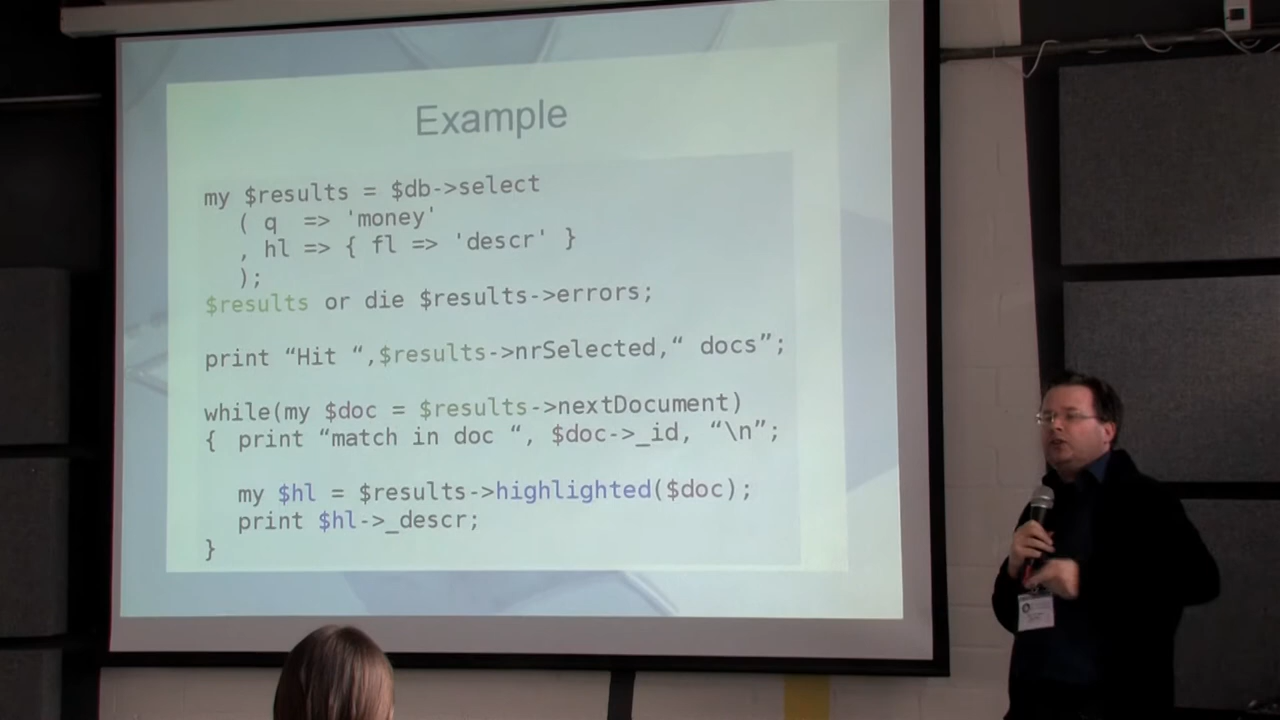 Example
my $results = $db->select
( q => 'money'
, hl => { fl => 'descr' }
);
$results or die $results->errors;
print “Hit “,$results->nrSelected,“ docs”;
while(my $doc = $results->nextDocument)
{ print “match in doc “, $doc->_id, “\n”;
my $hl = $results->highlighted($doc);
print $hl->_descr;
}